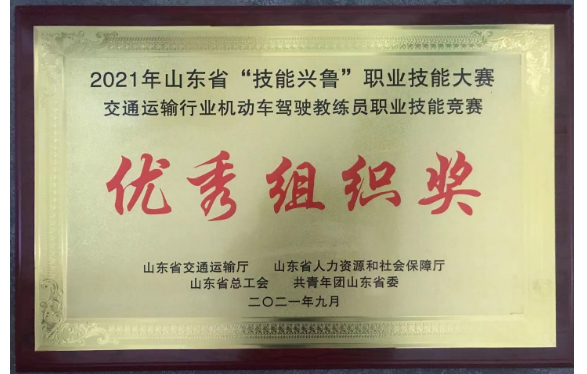 2021年山东省“技能兴鲁”职业技能大赛
交通运输行业机动车驾驶教练员职业技能竞赛
优秀组织奖
山东省交通运输厅 山东省人力资源和社会保障厅
山东省总工会 共青年团山东省委
二〇二一年九月